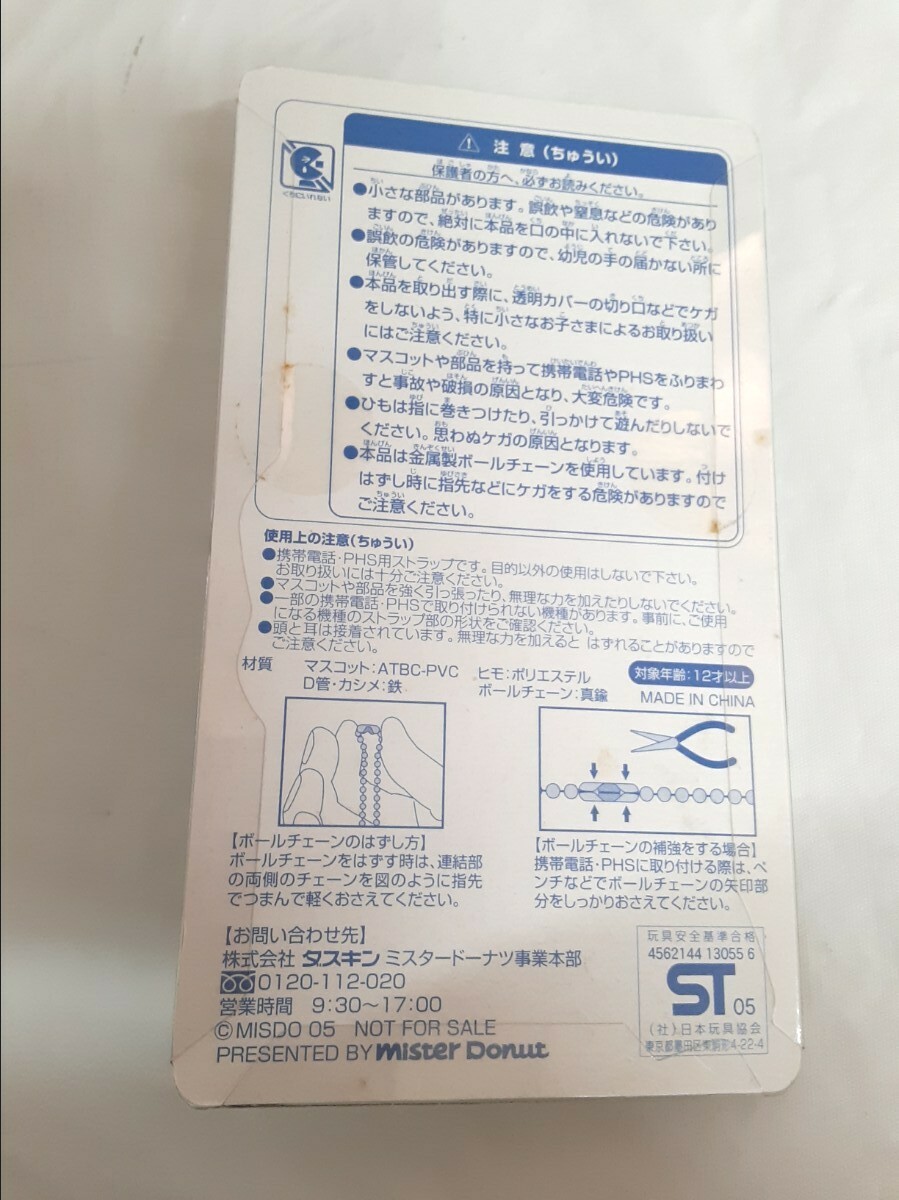 注意(ちゅうい)
保護者の方へ、必ずお読みください。
くちにいれない
●小さな部品があります。誤飲や窒息などの危険があり
ますので、絶対に本品を口の中に入れないで下さい。
●誤飲の危険がありますので、幼児の手の届かない所に
保管してください。
●本品を取り出す際に、透明カバーの切り口などでケガ
をしないよう、特に小さなお子さまによるお取り扱い
にはご注意ください。
●マスコットや部品を持って携帯電話やPHSをふりまわ
すと事故や破損の原因となり、大変危険です。
●ひもは指に巻きつけたり、引っかけて遊んだりしないで
ください。思わぬケガの原因となります。
●本品は金属製ボールチェーンを使用しています。付け
はずし時に指先などにケガをする危険がありますので
ご注意ください。
使用上の注意(ちゅうい)
●携帯電話・PHS用ストラップです。目的以外の使用はしないで下さい。
お取り扱いには十分ご注意ください。
●マスコットや部品を強く引っ張ったり、無理な力を加えたりしないでください。
●一部の携帯電話・PHSで取り付けられない機種があります。事前に、ご使用
になる機種のストラップ部の形状をご確認ください。
●頭と耳は接着されています。無理な力を加えると はずれることがありますので
ご注意ください。
材質 マスコット:ATBC-PVC ヒモ:ポリエステル
D管・カシメ:鉄 ボールチェーン:真鍮
対象年齢:12才以上
MADE IN CHINA
【ボールチェーンのはずし方】
ボールチェーンをはずす時は、連結部
の両側のチェーンを図のように指先
でつまんで軽くおさえてください。
【ボールチェーンの補強をする場合】
携帯電話・PHSに取り付ける際は、ペ
ンチなどでボールチェーンの矢印部
分をしっかりおさえてください。
【お問い合わせ先】
株式会社 ダスキン ミスタードーナツ事業本部
0120-112-020
営業時間 9:30〜17:00
©MISDO 05 NOT FOR SALE
PRESENTED BY mister Donut
玩具安全基準合格
4562144 13055 6
ST 05
(社)日本玩具協会
東京都墨田区東駒形4-22-4